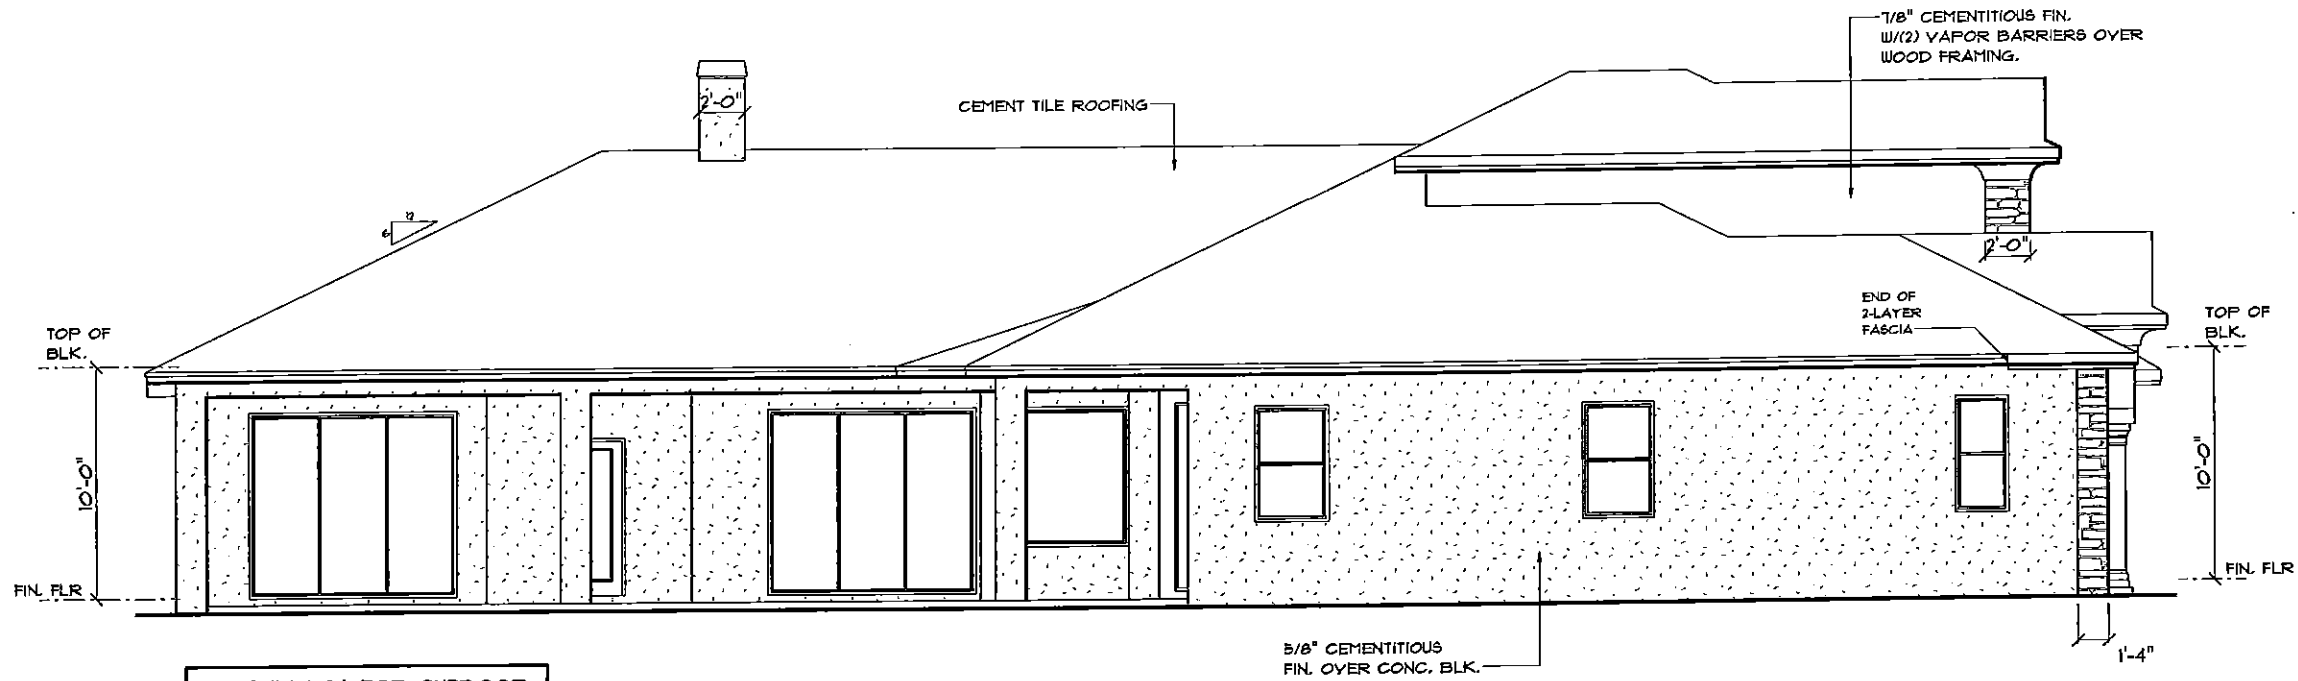 7/8" CEMENTITIOUS FIN.
W/(2) VAPOR BARRIERS OVER
WOOD FRAMING.
2'-0"
CEMENT TILE ROOFING
12
6
2'-0"
END OF
2-LAYER
FASCIA
TOP OF
BLK.
TOP OF
BLK.
10'-0"
10'-0"
FIN. FLR
FIN. FLR
5/8" CEMENTITIOUS
FIN. OVER CONC. BLK.
1'-4"